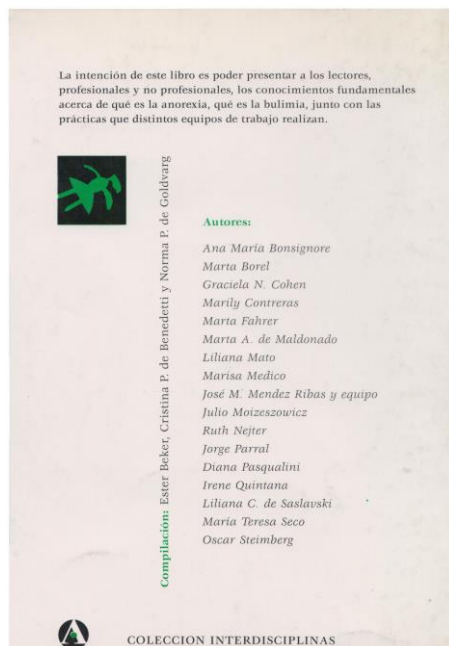 La intención de este libro es poder presentar a los lectores,
profesionales y no profesionales, los conocimientos fundamentales
acerca de qué es la anorexia, qué es la bulimia, junto con las
prácticas que distintos equipos de trabajo realizan.
Compilación: Ester Beker, Cristina P. de Benedetti y Norma P. de Goldvarg
Autores:
Ana María Bonsignore
Marta Borel
Graciela N. Cohen
Marily Contreras
Marta Fahrer
Marta A. de Maldonado
Liliana Mato
Marisa Medico
José M. Mendez Ribas y equipo
Julio Moizeszowicz
Ruth Nejter
Jorge Parral
Diana Pasqualini
Irene Quintana
Liliana C. de Saslavski
María Teresa Seco
Oscar Steimberg
COLECCION INTERDISCIPLINAS